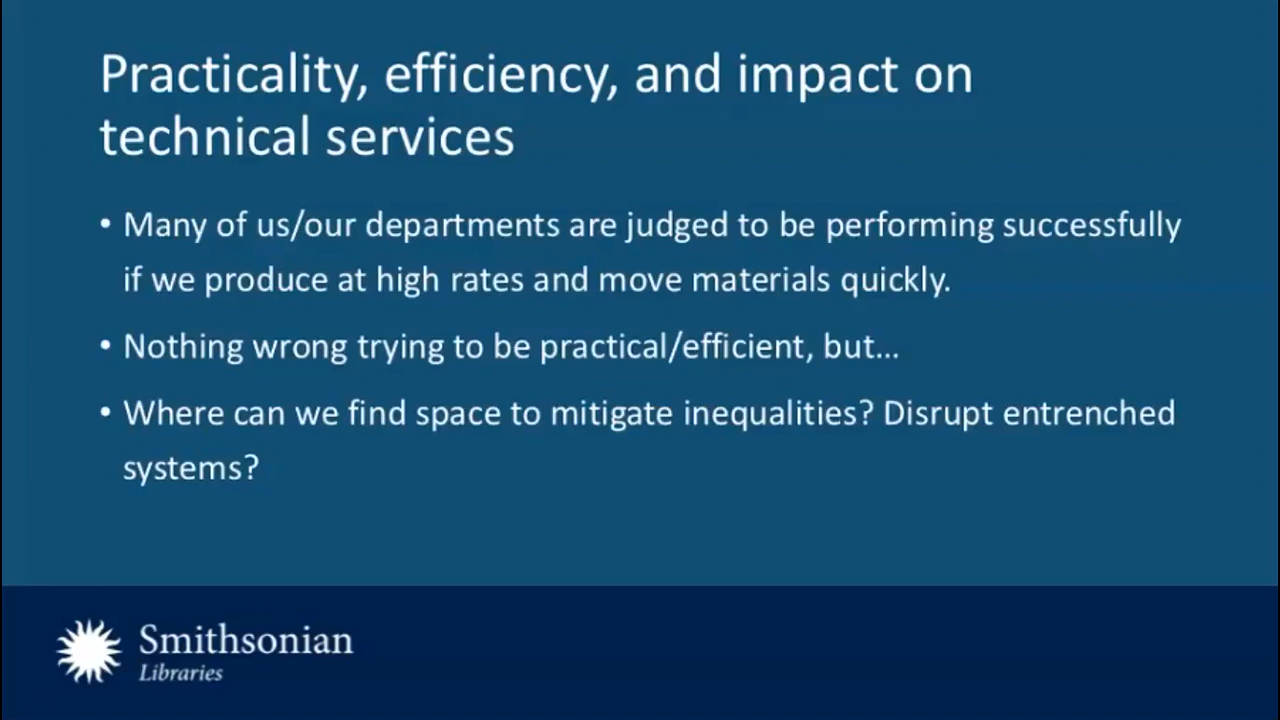 Practicality, efficiency, and impact on
technical services
• Many of us/our departments are judged to be performing successfully
if we produce at high rates and move materials quickly.
• Nothing wrong trying to be practical/efficient, but...
• Where can we find space to mitigate inequalities? Disrupt entrenched
systems?
Smithsonian
Libraries